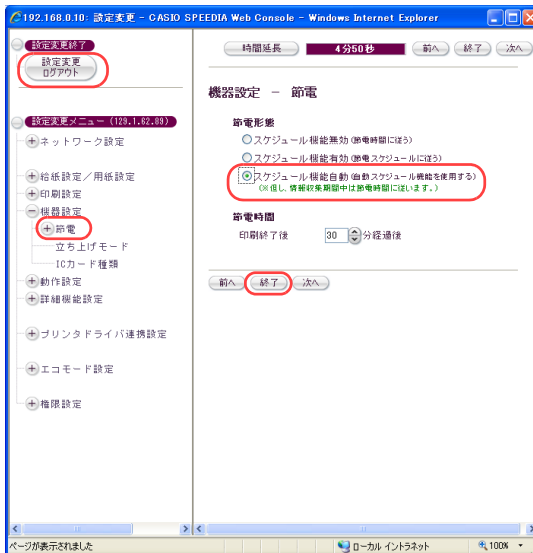 192.168.0.10: 設定変更 - CASIO SPEEDIA Web Console - Windows Internet Explorer
設定変更終了
設定変更
ログアウト
設定変更メニュー (129.1.62.89)
ネットワーク設定
給紙設定／用紙設定
印刷設定
機器設定
節電
立ち上げモード
ICカード種類
動作設定
詳細機能設定
プリンタドライバ連携設定
エコモード設定
権限設定
時間延長 4分50秒 前へ 終了 次へ
機器設定 － 節電
節電形態
スケジュール機能無効(節電時間に従う)
スケジュール機能有効(節電スケジュールに従う)
スケジュール機能自動(自動スケジュール機能を使用する)
(※但し、情報収集期間中は節電時間に従います。)
節電時間
印刷終了後 30 分経過後
前へ 終了 次へ
ページが表示されました ローカル イントラネット 100%